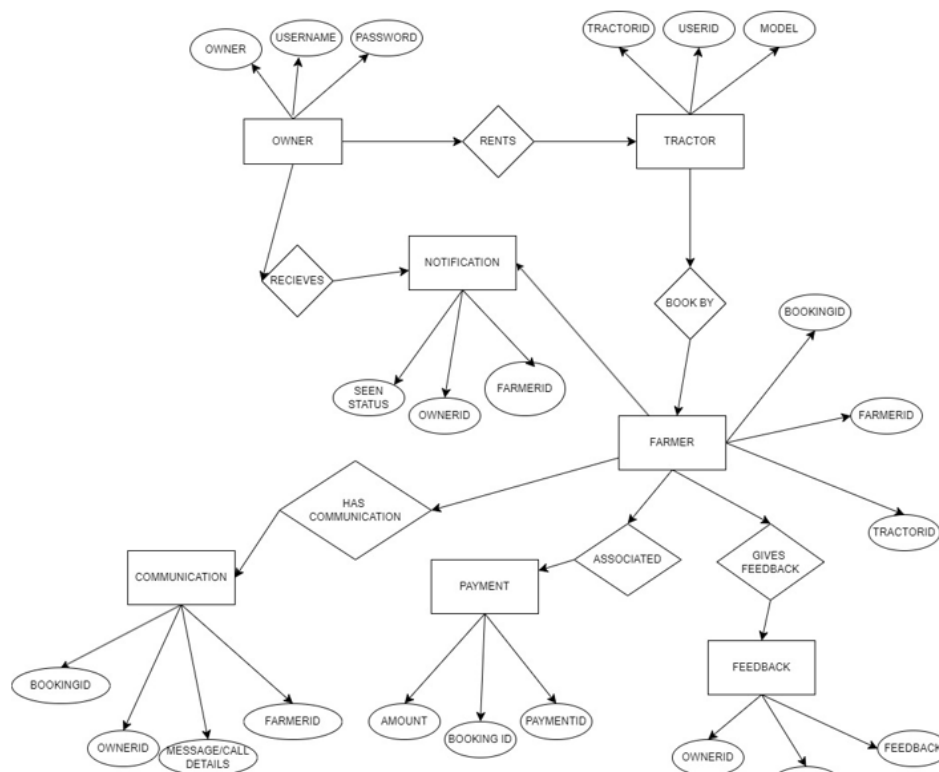 OWNER
USERNAME
PASSWORD
TRACTORID
USERID
MODEL
OWNER
RENTS
TRACTOR
RECIEVES
NOTIFICATION
BOOK BY
BOOKINGID
SEEN
STATUS
OWNERID
FARMERID
FARMER
FARMERID
HAS
COMMUNICATION
TRACTORID
COMMUNICATION
PAYMENT
ASSOCIATED
GIVES
FEEDBACK
FEEDBACK
BOOKINGID
OWNERID
MESSAGE/CALL
DETAILS
FARMERID
AMOUNT
BOOKING ID
PAYMENTID
OWNERID
FEEDBACK